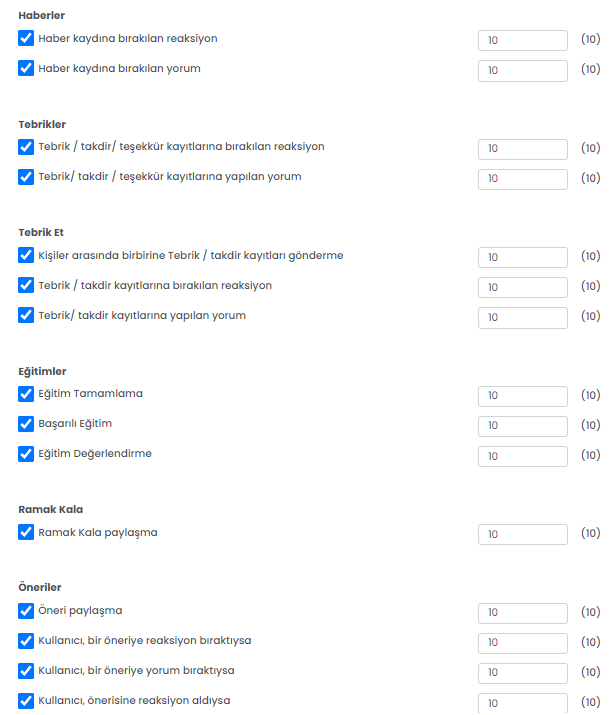 Haberler
Haber kaydına bırakılan reaksiyon 10 (10)
Haber kaydına bırakılan yorum 10 (10)
Tebrikler
Tebrik / takdir/ teşekkür kayıtlarına bırakılan reaksiyon 10 (10)
Tebrik/ takdir / teşekkür kayıtlarına yapılan yorum 10 (10)
Tebrik Et
Kişiler arasında birbirine Tebrik / takdir kayıtları gönderme 10 (10)
Tebrik / takdir kayıtlarına bırakılan reaksiyon 10 (10)
Tebrik/ takdir kayıtlarına yapılan yorum 10 (10)
Eğitimler
Eğitim Tamamlama 10 (10)
Başarılı Eğitim 10 (10)
Eğitim Değerlendirme 10 (10)
Ramak Kala
Ramak Kala paylaşma 10 (10)
Öneriler
Öneri paylaşma 10 (10)
Kullanıcı, bir öneriye reaksiyon bıraktıysa 10 (10)
Kullanıcı, bir öneriye yorum bıraktıysa 10 (10)
Kullanıcı, önerisine reaksiyon aldıysa 10 (10)